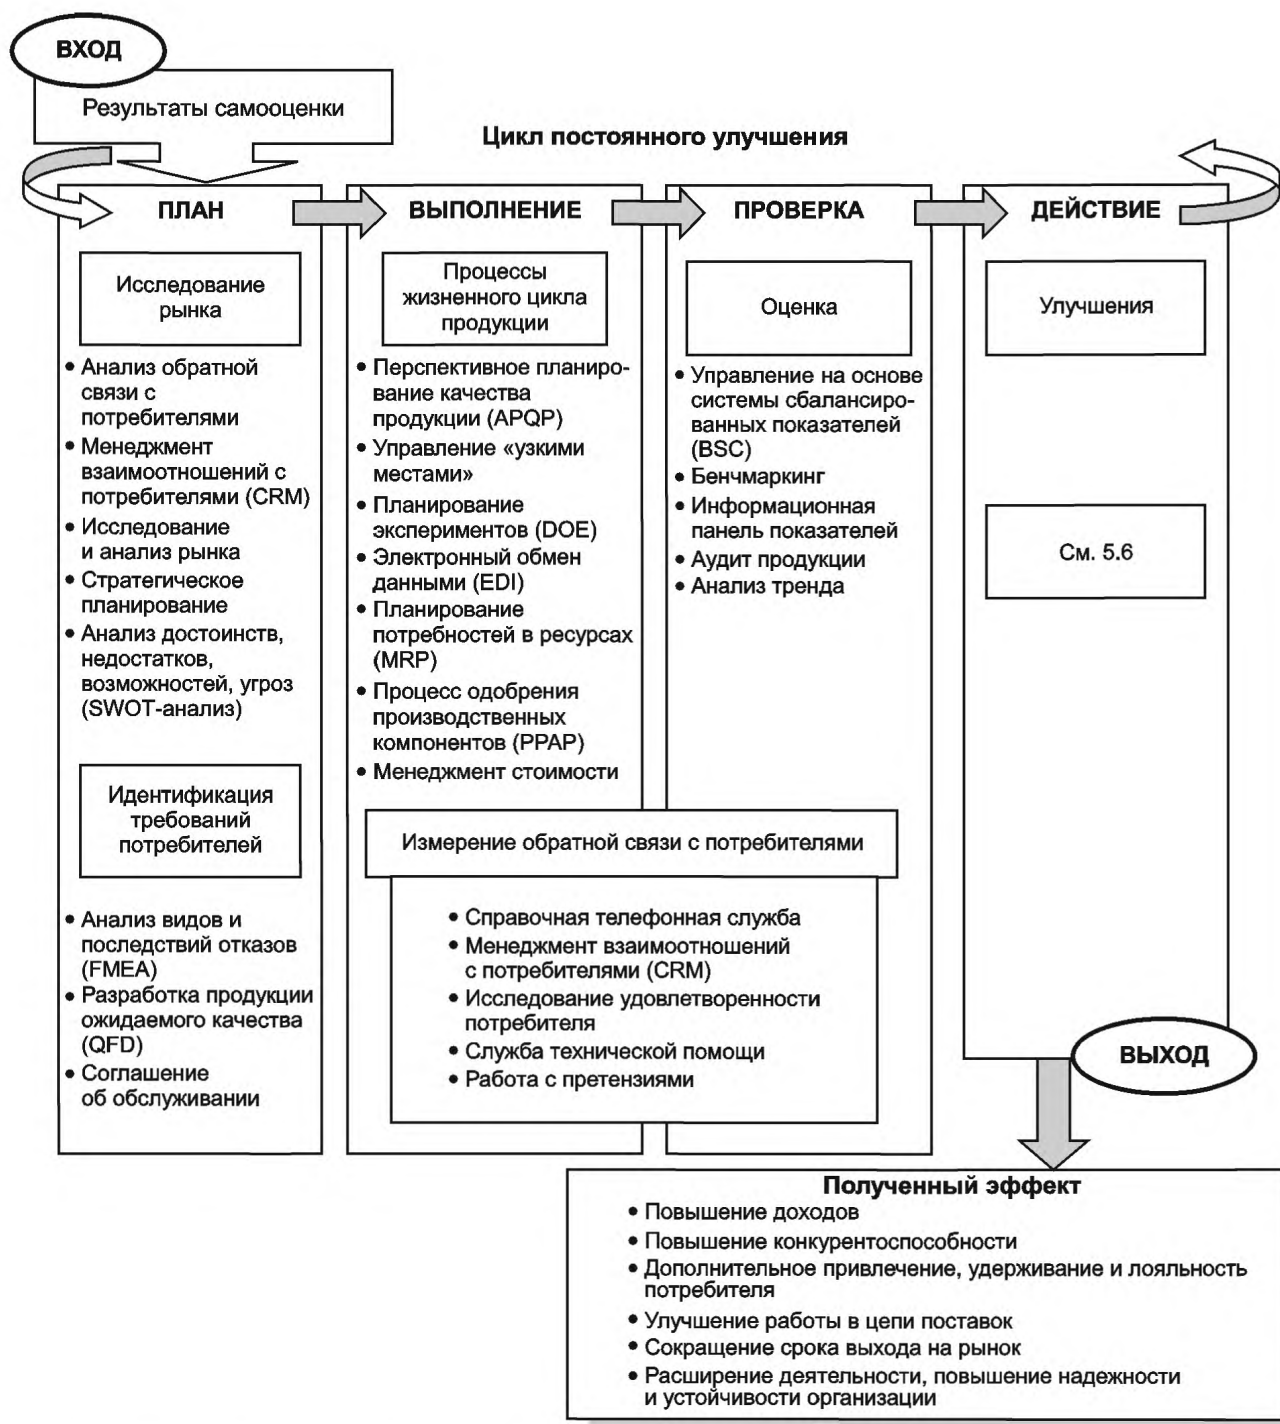 ВХОД
Результаты самооценки
Цикл постоянного улучшения
ПЛАН
Исследование
рынка
• Анализ обратной
связи с
потребителями
• Менеджмент
взаимоотношений с
потребителями (CRM)
• Исследование
и анализ рынка
• Стратегическое
планирование
• Анализ достоинств,
недостатков,
возможностей, угроз
(SWOT-анализ)
Идентификация
требований
потребителей
• Анализ видов и
последствий отказов
(FMEA)
• Разработка продукции
ожидаемого качества
(QFD)
• Соглашение
об обслуживании
ВЫПОЛНЕНИЕ
Процессы
жизненного цикла
продукции
• Перспективное планиро-
вание качества
продукции (APQP)
• Управление «узкими
местами»
• Планирование
экспериментов (DOE)
• Электронный обмен
данными (EDI)
• Планирование
потребностей в ресурсах
(MRP)
• Процесс одобрения
производственных
компонентов (PPAP)
• Менеджмент стоимости
ПРОВЕРКА
Оценка
• Управление на основе
системы сбалансиро-
ванных показателей
(BSC)
• Бенчмаркинг
• Информационная
панель показателей
• Аудит продукции
• Анализ тренда
Измерение обратной связи с потребителями
• Справочная телефонная служба
• Менеджмент взаимоотношений
с потребителями (CRM)
• Исследование удовлетворенности
потребителя
• Служба технической помощи
• Работа с претензиями
ДЕЙСТВИЕ
Улучшения
См. 5.6
ВЫХОД
Полученный эффект
• Повышение доходов
• Повышение конкурентоспособности
• Дополнительное привлечение, удерживание и лояльность
потребителя
• Улучшение работы в цепи поставок
• Сокращение срока выхода на рынок
• Расширение деятельности, повышение надежности
и устойчивости организации